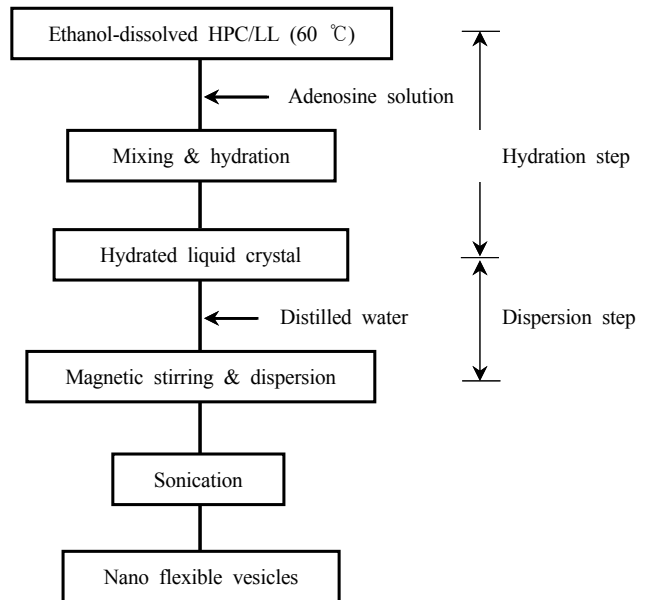 Ethanol-dissolved HPC/LL (60 ℃)
Adenosine solution
Mixing & hydration
Hydration step
Hydrated liquid crystal
Distilled water
Dispersion step
Magnetic stirring & dispersion
Sonication
Nano flexible vesicles